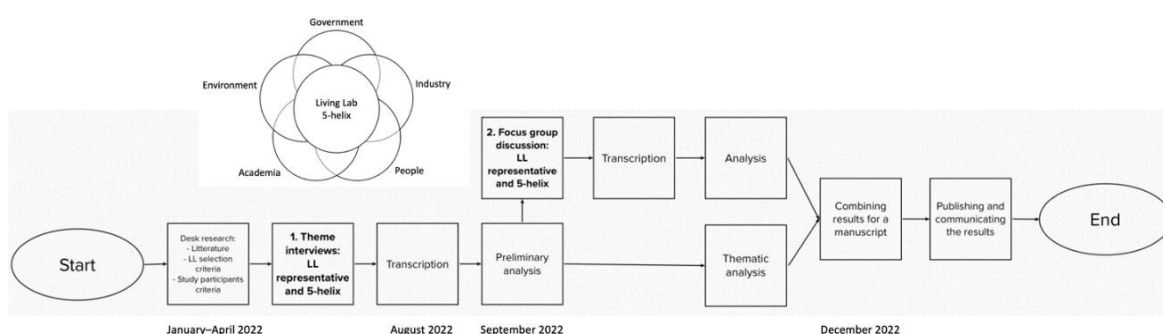 Government
Environment
Industry
Living Lab
5-helix
Academia
People
Start
Desk research:
- Litterature
- LL selection
criteria
- Study participants
criteria
1. Theme
interviews:
LL
representative
and 5-helix
Transcription
Preliminary
analysis
2. Focus group
discussion:
LL
representative
and 5-helix
Transcription
Analysis
Thematic
analysis
Combining
results for a
manuscript
Publishing and
communicating
the results
End
January–April 2022
August 2022
September 2022
December 2022